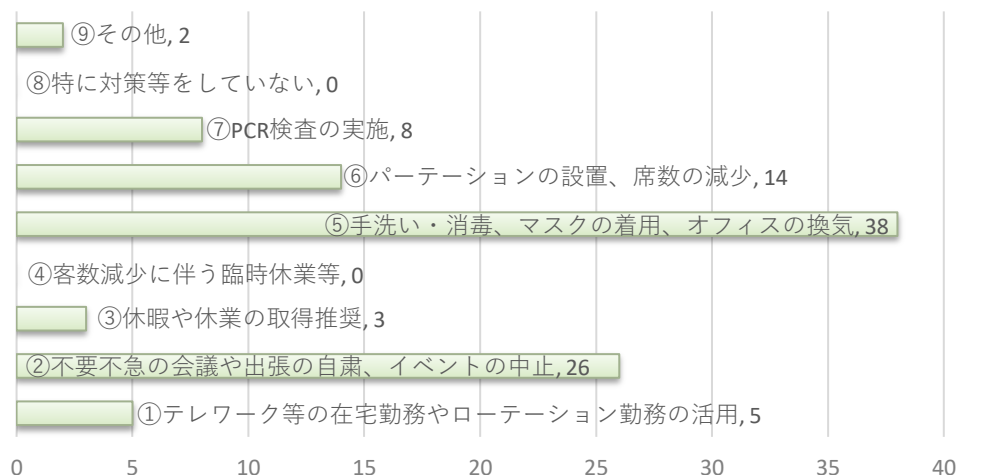 ⑨その他, 2
⑧特に対策等をしていない, 0
⑦PCR検査の実施, 8
⑥パーテーションの設置、席数の減少, 14
⑤手洗い・消毒、マスクの着用、オフィスの換気, 38
④客数減少に伴う臨時休業等, 0
③休暇や休業の取得推奨, 3
②不要不急の会議や出張の自粛、イベントの中止, 26
①テレワーク等の在宅勤務やローテーション勤務の活用, 5
0 5 10 15 20 25 30 35 40